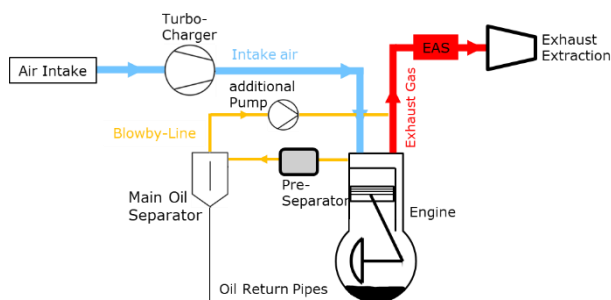 Turbo-
Charger
Air Intake
Intake air
EAS
Exhaust
Extraction
additional
Pump
Exhaust Gas
Blowby-Line
Pre-
Separator
Main Oil
Separator
Engine
Oil Return Pipes